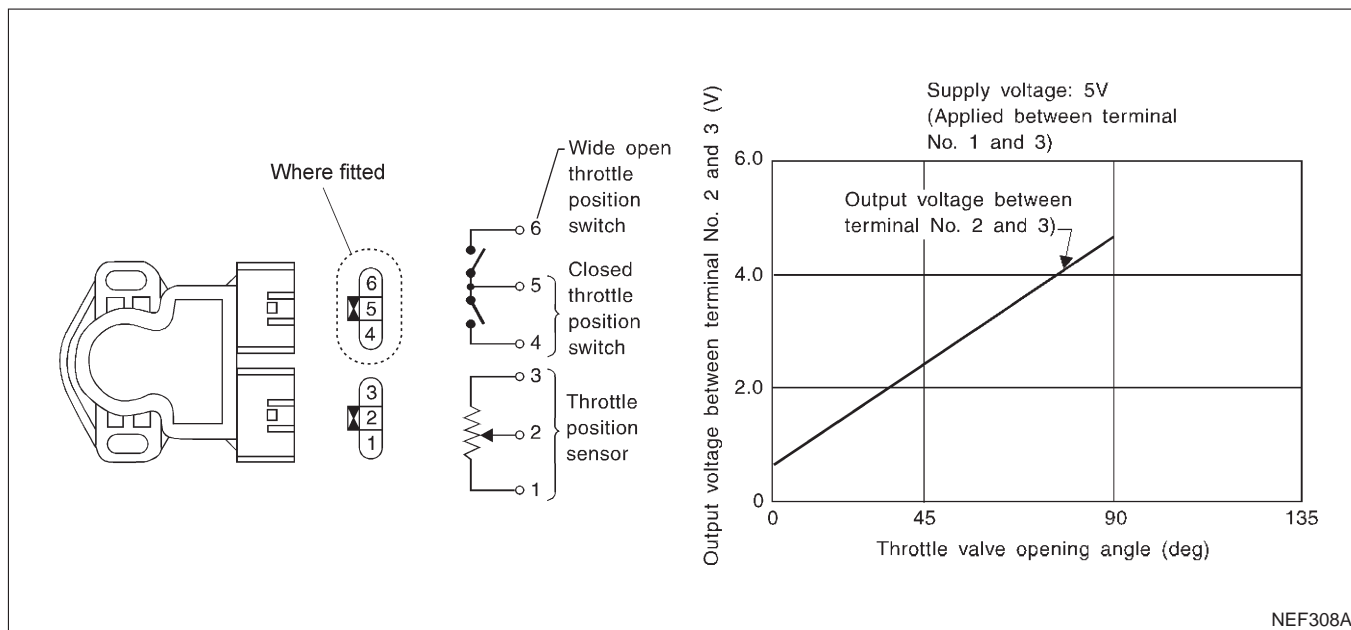 Where fitted
6
5
4
3
2
1
Wide open
throttle
position
switch
6
5
4
Closed
throttle
position
switch
3
2
1
Throttle
position
sensor
Output voltage between terminal No. 2 and 3 (V)
Supply voltage: 5V
(Applied between terminal
No. 1 and 3)
6.0
4.0
2.0
0
Output voltage between
terminal No. 2 and 3)
0
45
90
135
Throttle valve opening angle (deg)
NEF308A